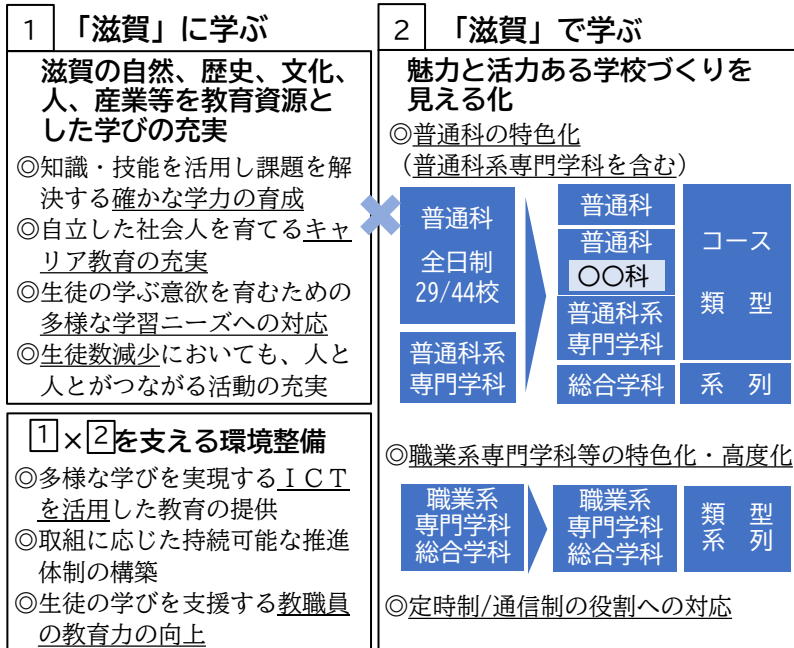 1 「滋賀」に学ぶ
滋賀の自然、歴史、文化、
人、産業等を教育資源と
した学びの充実
◎知識・技能を活用し課題を解
決する確かな学力の育成
◎自立した社会人を育てるキャ
リア教育の充実
◎生徒の学ぶ意欲を育むための
多様な学習ニーズへの対応
◎生徒数減少においても、人と
人とがつながる活動の充実
1×2を支える環境整備
◎多様な学びを実現するＩＣＴ
を活用した教育の提供
◎取組に応じた持続可能な推進
体制の構築
◎生徒の学びを支援する教職員
の教育力の向上
2 「滋賀」で学ぶ
魅力と活力ある学校づくりを
見える化
◎普通科の特色化
（普通科系専門学科を含む）
普通科
全日制
29/44校
普通科系
専門学科
普通科
普通科
〇〇科
普通科系
専門学科
総合学科
コース
類　型
系　列
◎職業系専門学科等の特色化・高度化
職業系
専門学科
総合学科
職業系
専門学科
総合学科
類　型
系　列
◎定時制/通信制の役割への対応